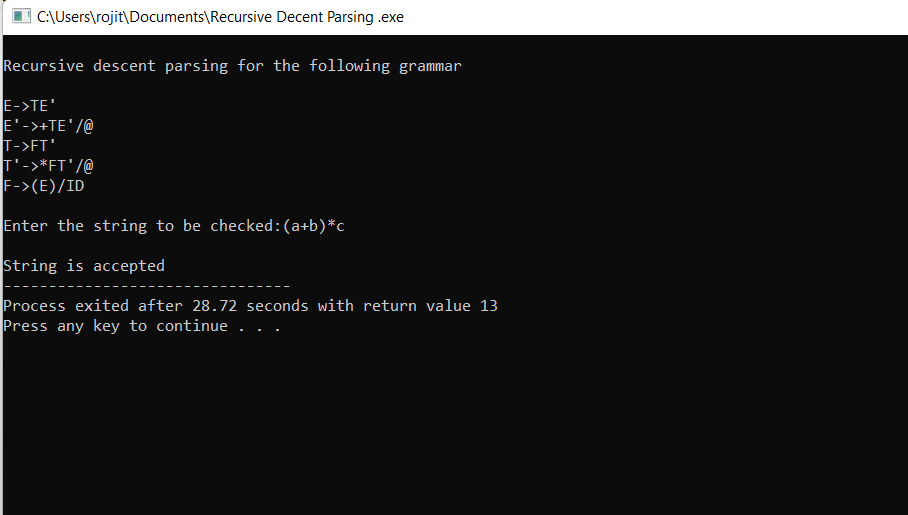 C:\Users\rojit\Documents\Recursive Decent Parsing .exe
Recursive descent parsing for the following grammar
E->TE'
E'->+TE'/@
T->FT'
T'->*FT'/@
F->(E)/ID
Enter the string to be checked:(a+b)*c
String is accepted
--------------------------------
Process exited after 28.72 seconds with return value 13
Press any key to continue . . .